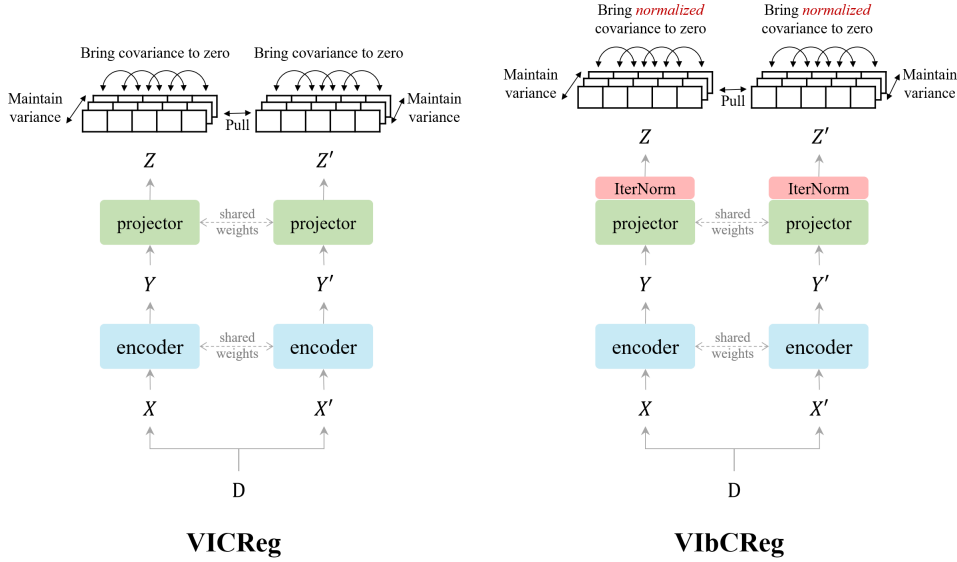 Bring covariance to zero
Bring covariance to zero
Maintain
variance
Pull
Maintain
variance
Z
Z′
projector
shared
weights
projector
Y
Y′
encoder
shared
weights
encoder
X
X′
D
VICReg
Bring normalized
covariance to zero
Bring normalized
covariance to zero
Maintain
variance
Pull
Maintain
variance
Z
Z′
IterNorm
IterNorm
projector
shared
weights
projector
Y
Y′
encoder
shared
weights
encoder
X
X′
D
VIbCReg